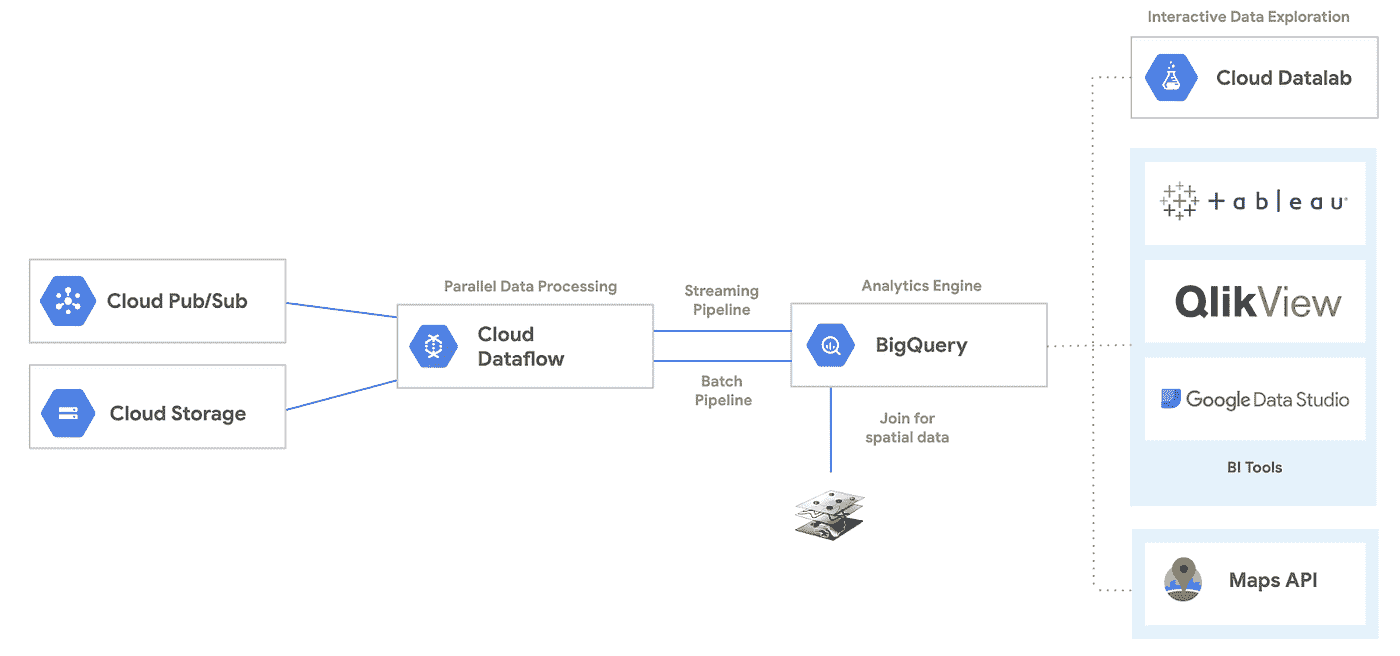 Interactive Data Exploration
Cloud Datalab
+ableau
QlikView
Google Data Studio
BI Tools
Maps API
Cloud Pub/Sub
Cloud Storage
Parallel Data Processing
Cloud
Dataflow
Streaming
Pipeline
Batch
Pipeline
Analytics Engine
BigQuery
Join for
spatial data